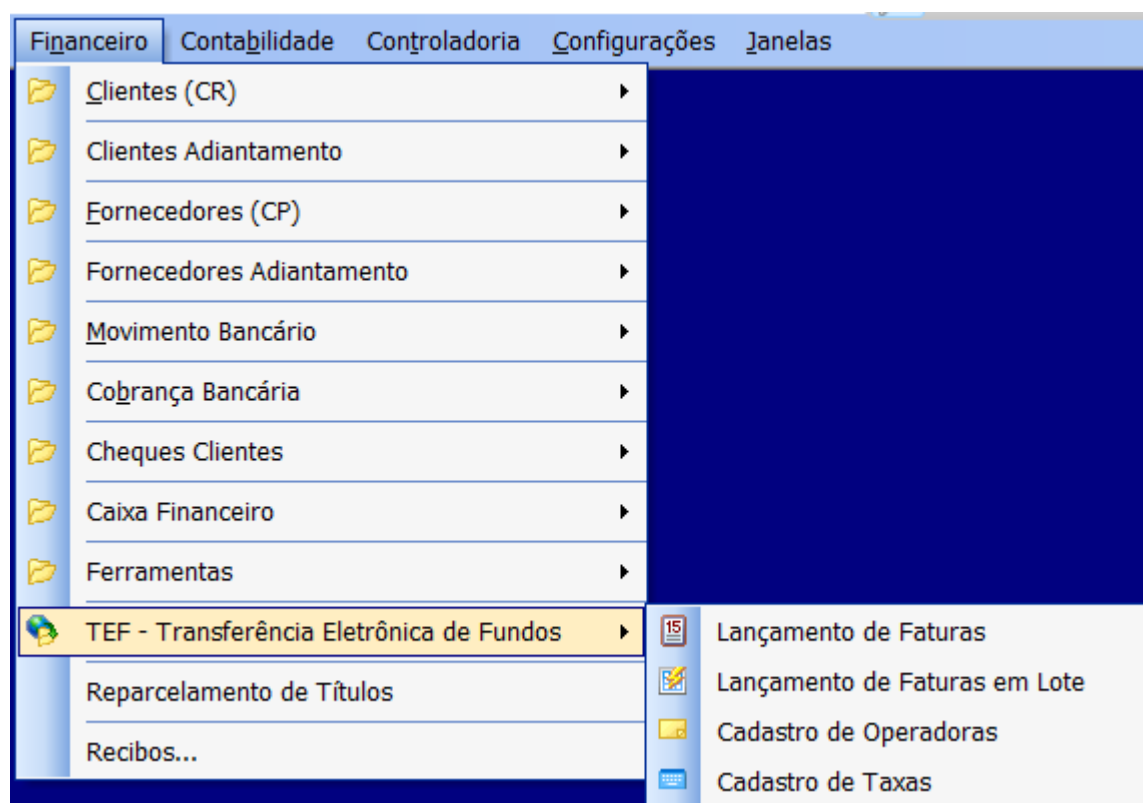 Financeiro Contabilidade Controladoria Configurações Janelas
Clientes (CR)
Clientes Adiantamento
Fornecedores (CP)
Fornecedores Adiantamento
Movimento Bancário
Cobrança Bancária
Cheques Clientes
Caixa Financeiro
Ferramentas
TEF - Transferência Eletrônica de Fundos
Reparcelamento de Títulos
Recibos...
15
Lançamento de Faturas
Lançamento de Faturas em Lote
Cadastro de Operadoras
Cadastro de Taxas